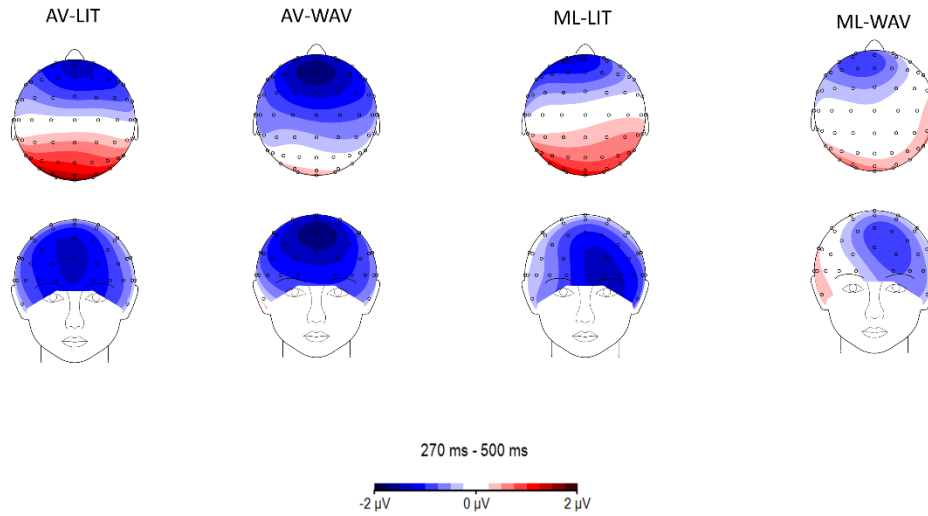 AV-LIT
AV-WAV
ML-LIT
ML-WAV
270 ms - 500 ms
-2 µV
0 µV
2 µV